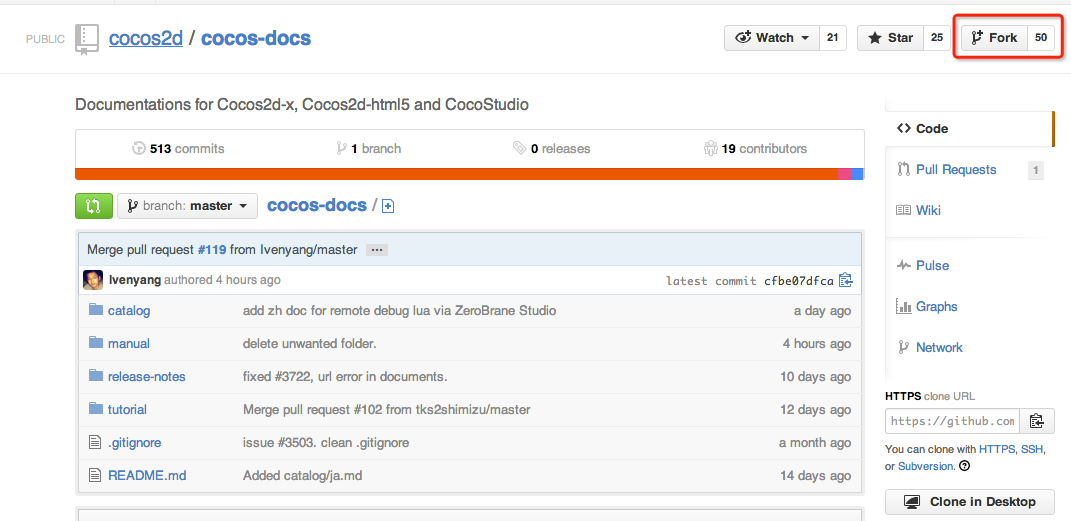 PUBLIC cocos2d / cocos-docs Watch 21 Star 25 Fork 50
Documentations for Cocos2d-x, Cocos2d-html5 and CocoStudio
513 commits 1 branch 0 releases 19 contributors
branch: master cocos-docs /
Merge pull request #119 from lvenyang/master ...
lvenyang authored 4 hours ago latest commit cfbe07dfca
catalog add zh doc for remote debug lua via ZeroBrane Studio a day ago
manual delete unwanted folder. 4 hours ago
release-notes fixed #3722, url error in documents. 10 days ago
tutorial Merge pull request #102 from tks2shimizu/master 12 days ago
.gitignore issue #3503. clean .gitignore a month ago
README.md Added catalog/ja.md 14 days ago
Code
Pull Requests 1
Wiki
Pulse
Graphs
Network
HTTPS clone URL
https://github.com
You can clone with HTTPS, SSH,
or Subversion.
Clone in Desktop